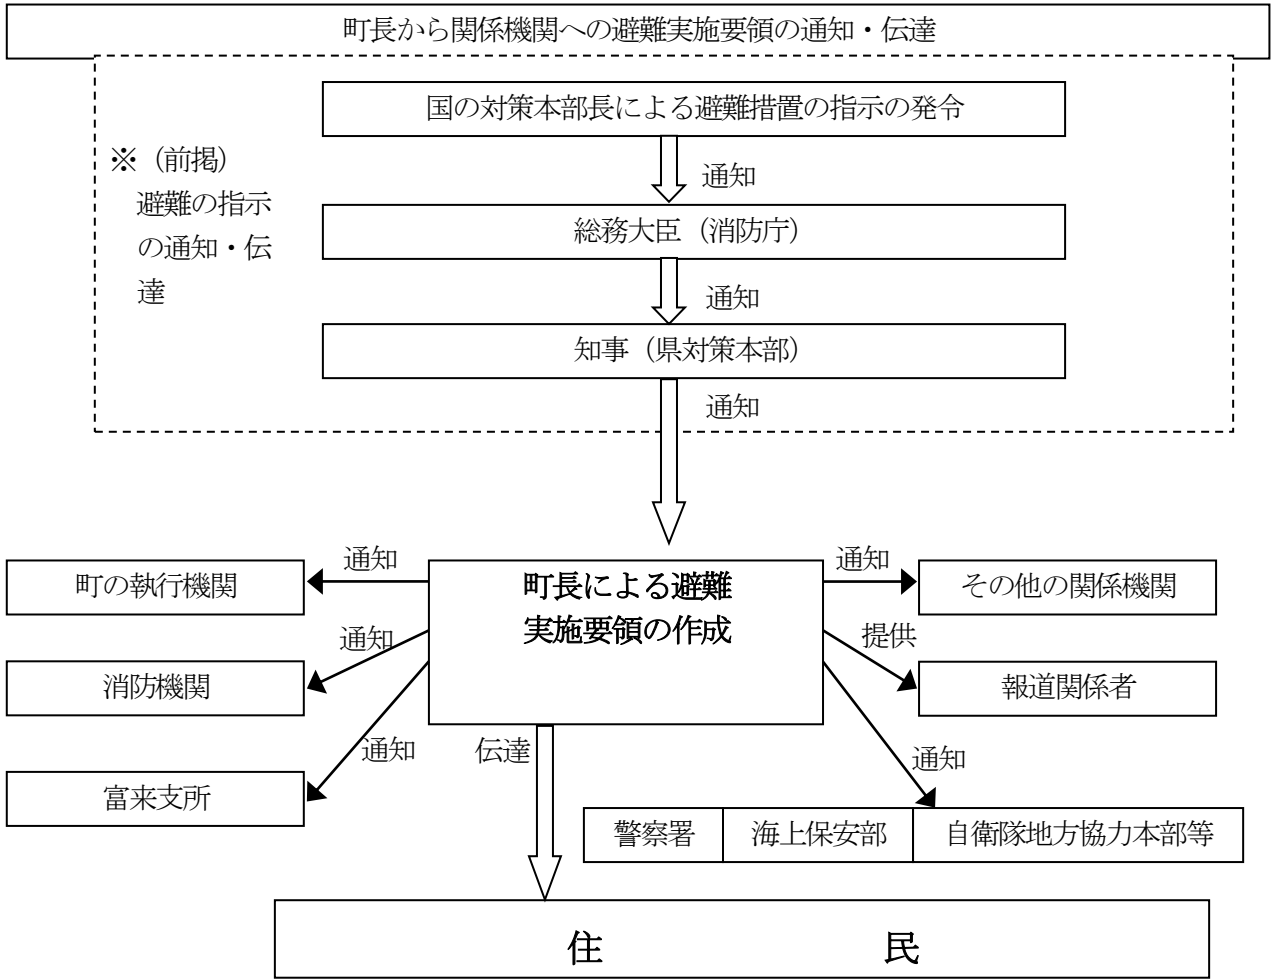 町長から関係機関への避難実施要領の通知・伝達
国の対策本部長による避難措置の指示の発令
※（前掲）
避難の指示
の通知・伝
達
通知
総務大臣（消防庁）
通知
知事（県対策本部）
通知
通知
通知
町の執行機関
町長による避難
実施要領の作成
その他の関係機関
通知
提供
消防機関
報道関係者
通知
伝達
通知
富来支所
警察署
海上保安部
自衛隊地方協力本部等
住 民